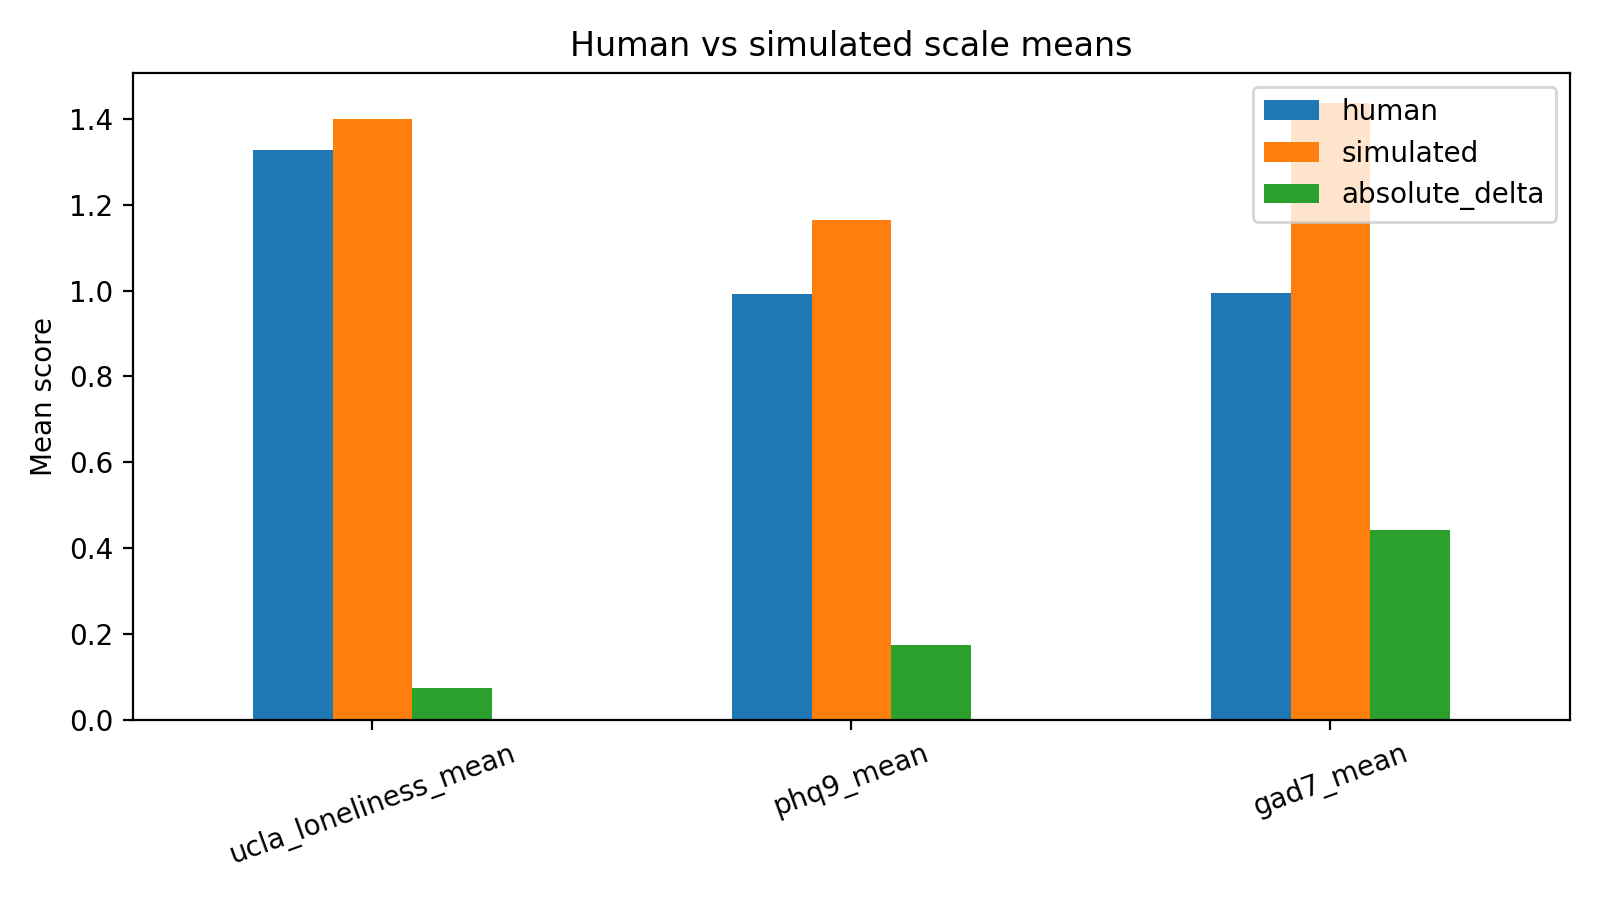 Human vs simulated scale means
human
simulated
absolute_delta
Mean score
1.4
1.2
1.0
0.8
0.6
0.4
0.2
0.0
ucla_loneliness_mean
phq9_mean
gad7_mean